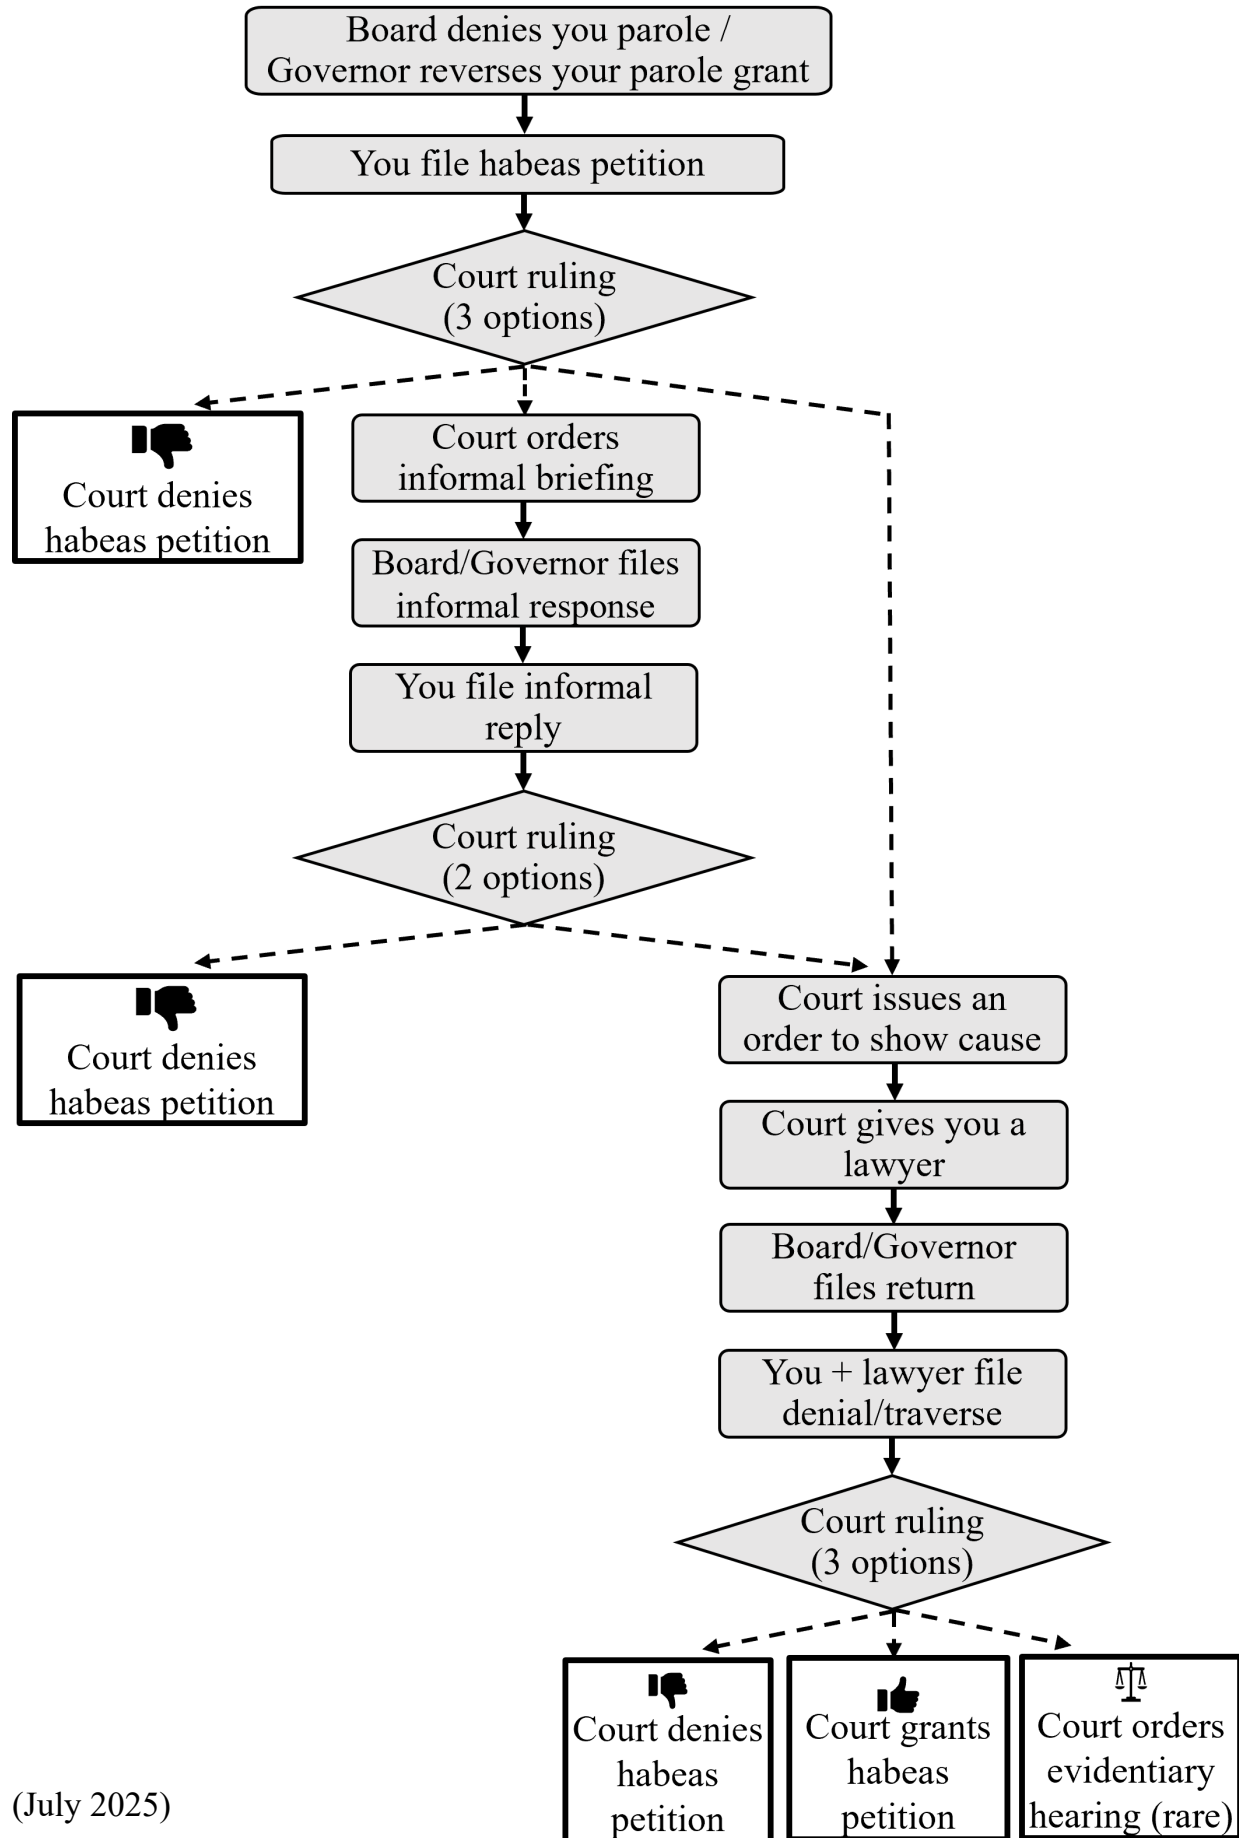 Board denies you parole /
Governor reverses your parole grant
You file habeas petition
Court ruling
(3 options)
Court denies
habeas petition
Court orders
informal briefing
Board/Governor files
informal response
You file informal
reply
Court ruling
(2 options)
Court denies
habeas petition
Court issues an
order to show cause
Court gives you a
lawyer
Board/Governor
files return
You + lawyer file
denial/traverse
Court ruling
(3 options)
Court denies
habeas
petition
Court grants
habeas
petition
Court orders
evidentiary
hearing (rare)
(July 2025)